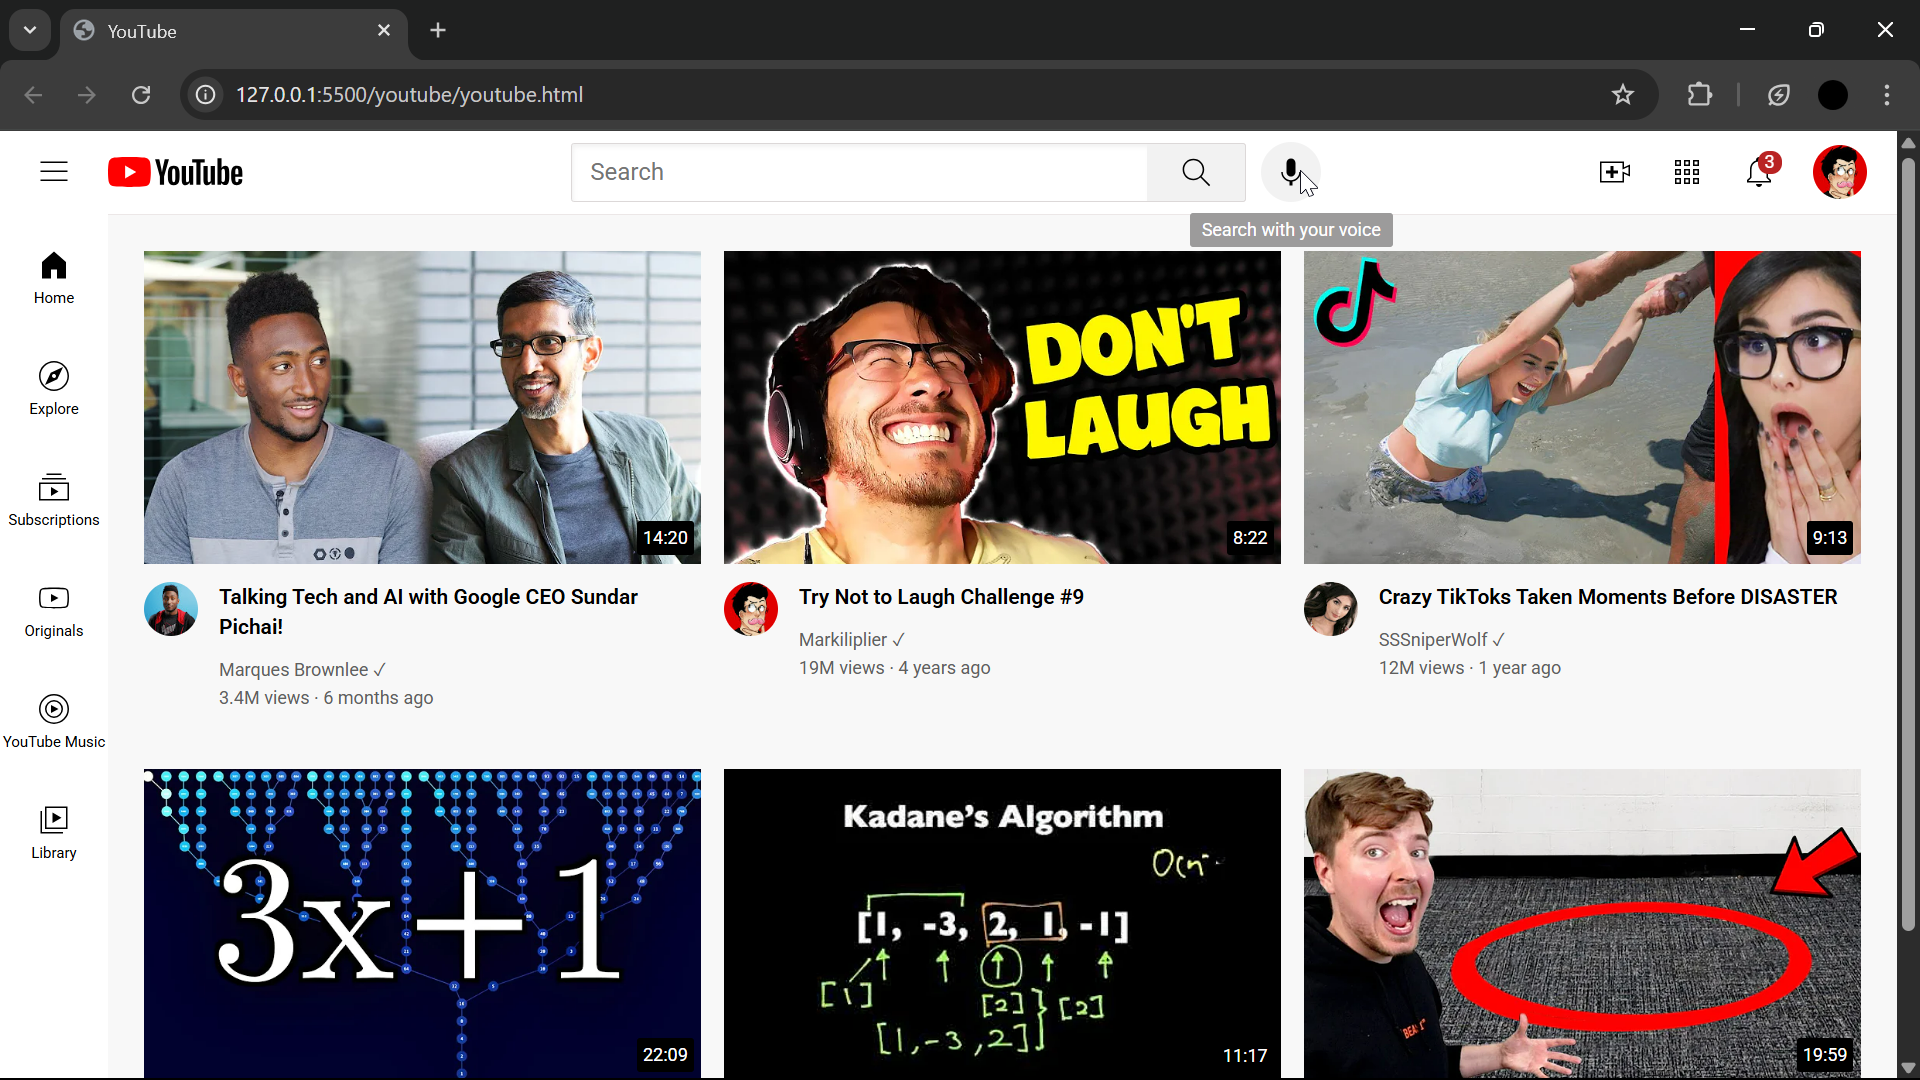 YouTube
127.0.0.1:5500/youtube/youtube.html
YouTube
Search
3
Search with your voice
Home
Explore
Subscriptions
Originals
YouTube Music
Library
14:20
DON'T
LAUGH
8:22
9:13
Talking Tech and AI with Google CEO Sundar
Pichai!
Marques Brownlee ✓
3.4M views · 6 months ago
Try Not to Laugh Challenge #9
Markiliplier ✓
19M views · 4 years ago
Crazy TikToks Taken Moments Before DISASTER
SSSniperWolf ✓
12M views · 1 year ago
3x+1
22:09
Kadane's Algorithm
[1, -3, 2, 1, -1]
[1]
[2]
[2]
[1,-3,2]
11:17
19:59